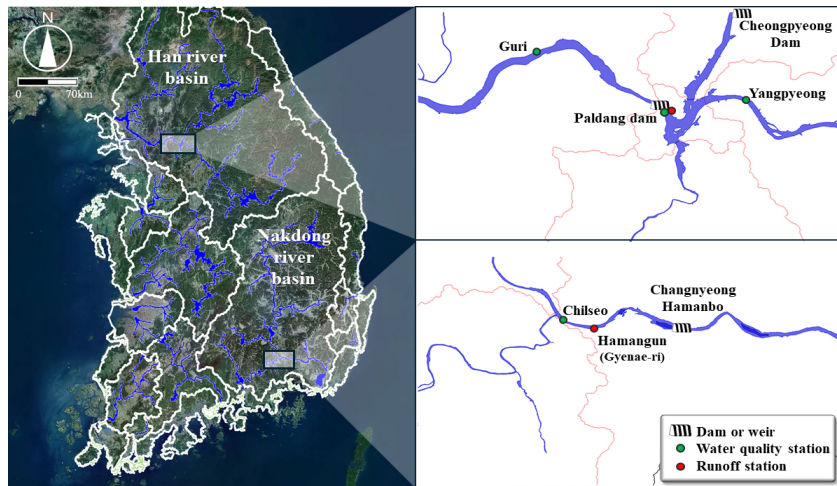 N
0
70km
Han river
basin
Nakdong
river
basin
Cheongpyeong
Dam
Guri
Yangpyeong
Paldang dam
Chilseo
Changnyeong
Hamanbo
Hamangun
(Gyenae-ri)
Dam or weir
Water quality station
Runoff station